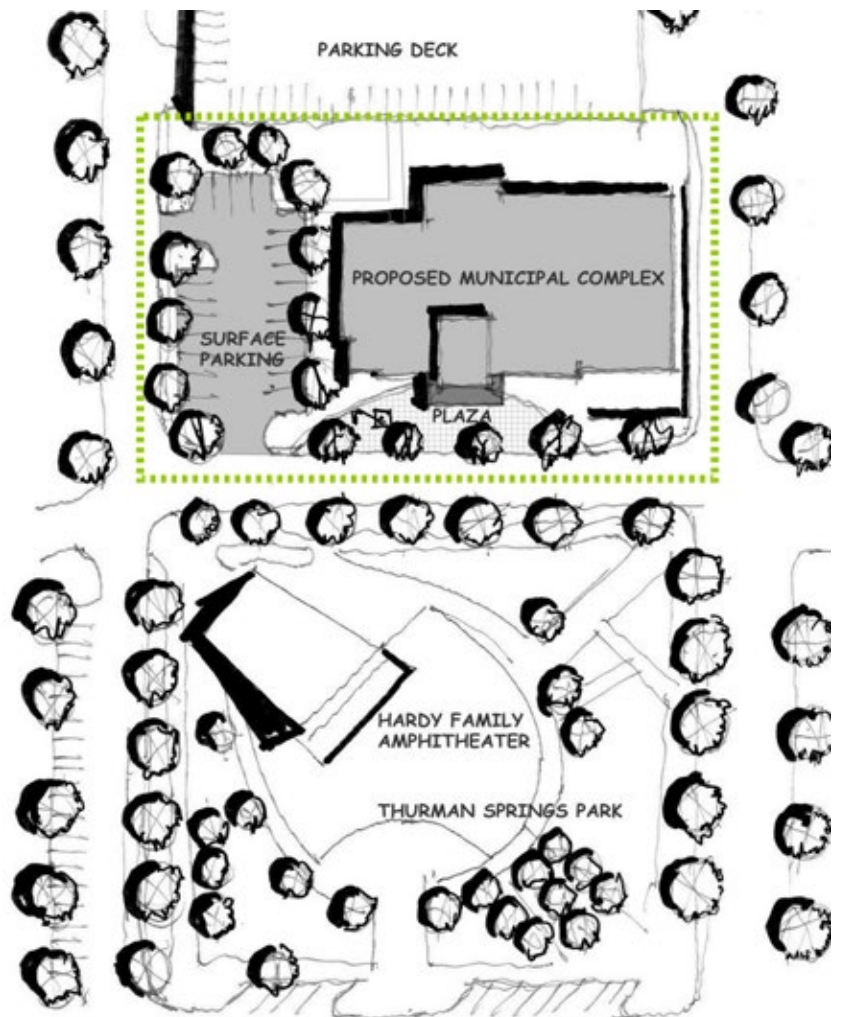 PARKING DECK
PROPOSED MUNICIPAL COMPLEX
SURFACE
PARKING
PLAZA
HARDY FAMILY
AMPHITHEATER
THURMAN SPRINGS PARK